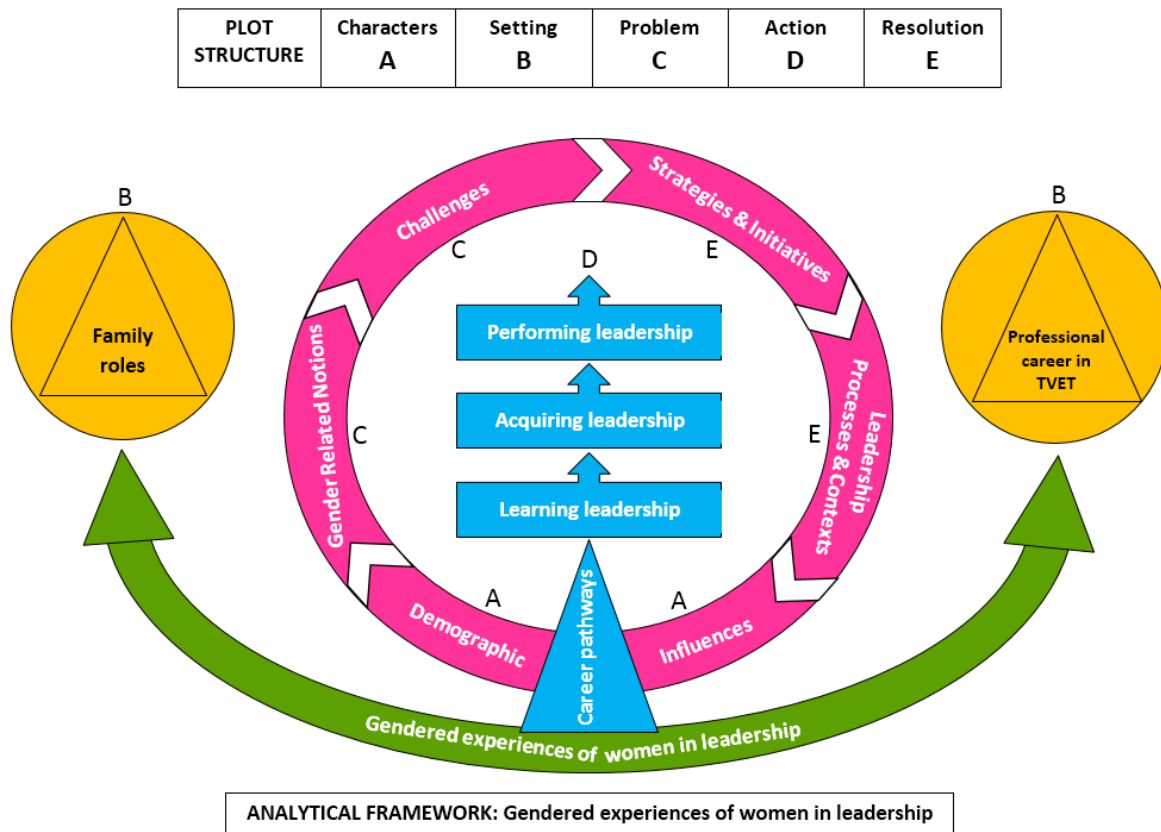 PLOT STRUCTURE
Characters
A
Setting
B
Problem
C
Action
D
Resolution
E
B
Family
roles
B
Professional
career in
TVET
Challenges
C
Strategies & Initiatives
E
Gender Related Notions
C
Leadership
Processes & Contexts
E
Demographic
A
Influences
A
D
Performing leadership
Acquiring leadership
Learning leadership
Career pathways
Gendered experiences of women in leadership
ANALYTICAL FRAMEWORK: Gendered experiences of women in leadership